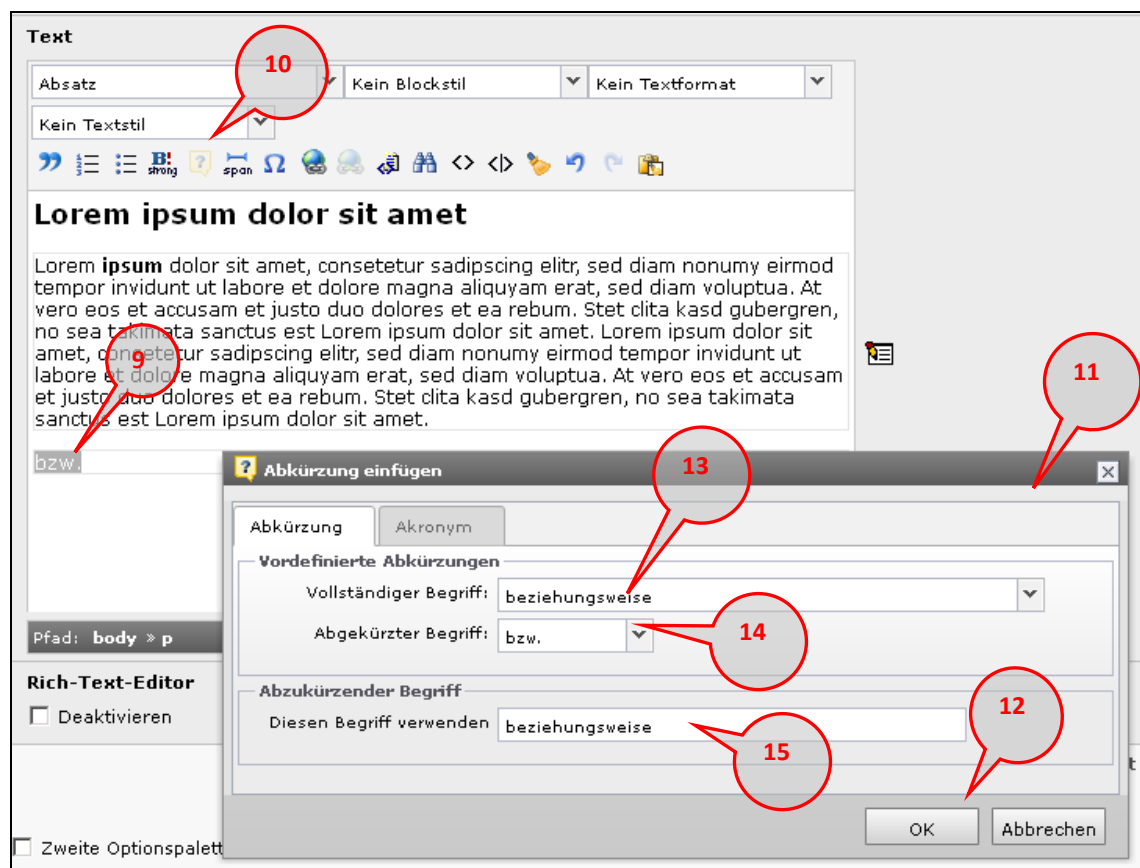 Text
10
Absatz
Kein Blockstil
Kein Textformat
Kein Textstil
B!
strong
span
Lorem ipsum dolor sit amet
Lorem ipsum dolor sit amet, consetetur sadipscing elitr, sed diam nonumy eirmod
tempor invidunt ut labore et dolore magna aliquyam erat, sed diam voluptua. At
vero eos et accusam et justo duo dolores et ea rebum. Stet clita kasd gubergren,
no sea takimata sanctus est Lorem ipsum dolor sit amet. Lorem ipsum dolor sit
amet, consetetur sadipscing elitr, sed diam nonumy eirmod tempor invidunt ut
labore et dolore magna aliquyam erat, sed diam voluptua. At vero eos et accusam
et justo duo dolores et ea rebum. Stet clita kasd gubergren, no sea takimata
sanctus est Lorem ipsum dolor sit amet.
9
11
bzw.
Abkürzung einfügen
13
Abkürzung
Akronym
Vordefinierte Abkürzungen
Vollständiger Begriff:
beziehungsweise
Abgekürzter Begriff:
bzw.
14
Pfad: body » p
Rich-Text-Editor
Deaktivieren
Abzukürzender Begriff
Diesen Begriff verwenden
beziehungsweise
12
15
t
OK
Abbrechen
Zweite Optionspalett